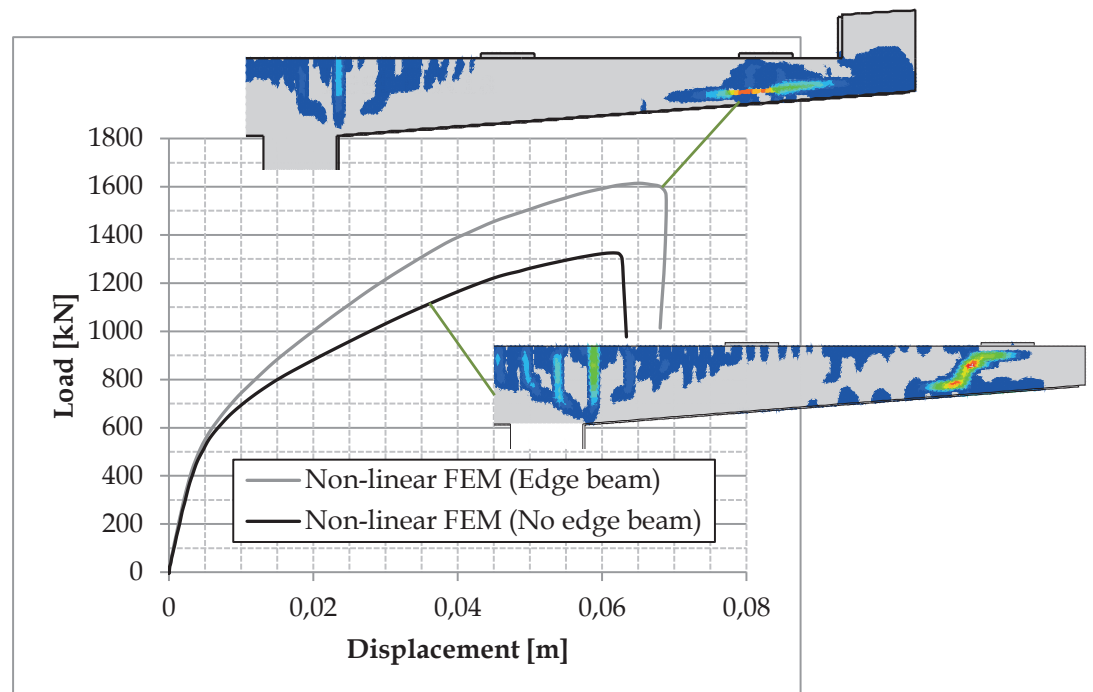 1800
1600
1400
1200
1000
800
600
400
200
0
Load [kN]
Non-linear FEM (Edge beam)
Non-linear FEM (No edge beam)
0 0,02 0,04 0,06 0,08
Displacement [m]